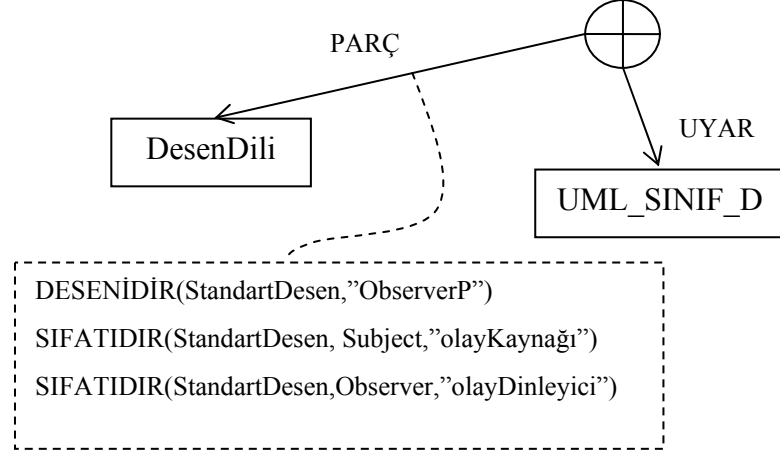 PARÇ
DesenDili
UYAR
UML_SINIF_D
DESENİDİR(StandartDesen,”ObserverP”)
SIFATIDIR(StandartDesen, Subject,”olayKaynağı”)
SIFATIDIR(StandartDesen,Observer,”olayDinleyici”)